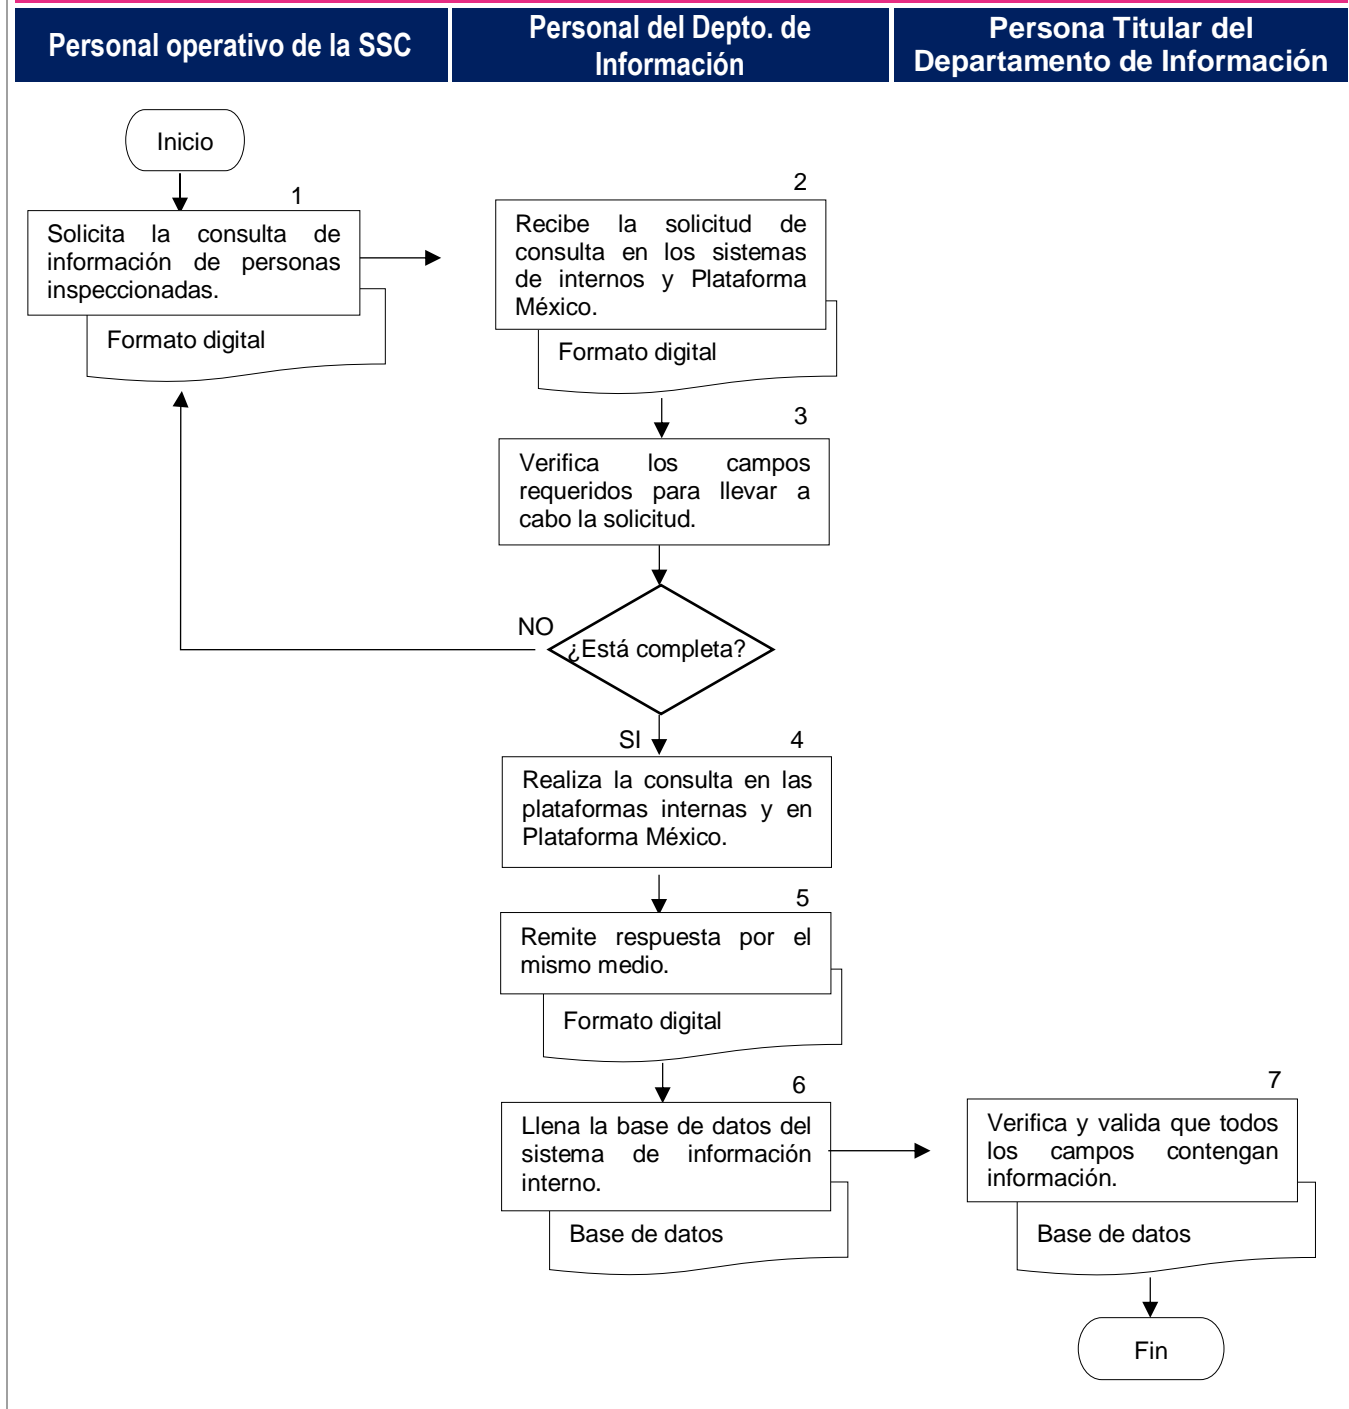 Personal operativo de la SSC
Personal del Depto. de
Información
Persona Titular del
Departamento de Información
Inicio
1
Solicita la consulta de
información de personas
inspeccionadas.
Formato digital
2
Recibe la solicitud de
consulta en los sistemas
de internos y Plataforma
México.
Formato digital
3
Verifica los campos
requeridos para llevar a
cabo la solicitud.
NO
¿Está completa?
SI
4
Realiza la consulta en las
plataformas internas y en
Plataforma México.
5
Remite respuesta por el
mismo medio.
Formato digital
6
Llena la base de datos del
sistema de información
interno.
Base de datos
7
Verifica y valida que todos
los campos contengan
información.
Base de datos
Fin